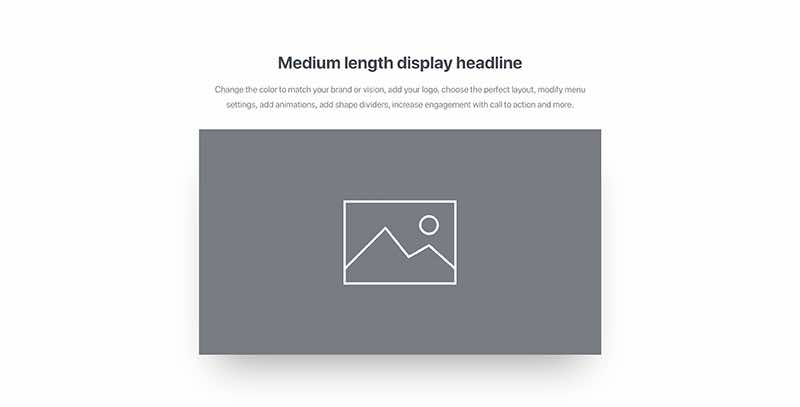 Medium length display headline
Change the color to match your brand or vision, add your logo, choose the perfect layout, modify menu
settings, add animations, add shape dividers, increase engagement with call to action and more.